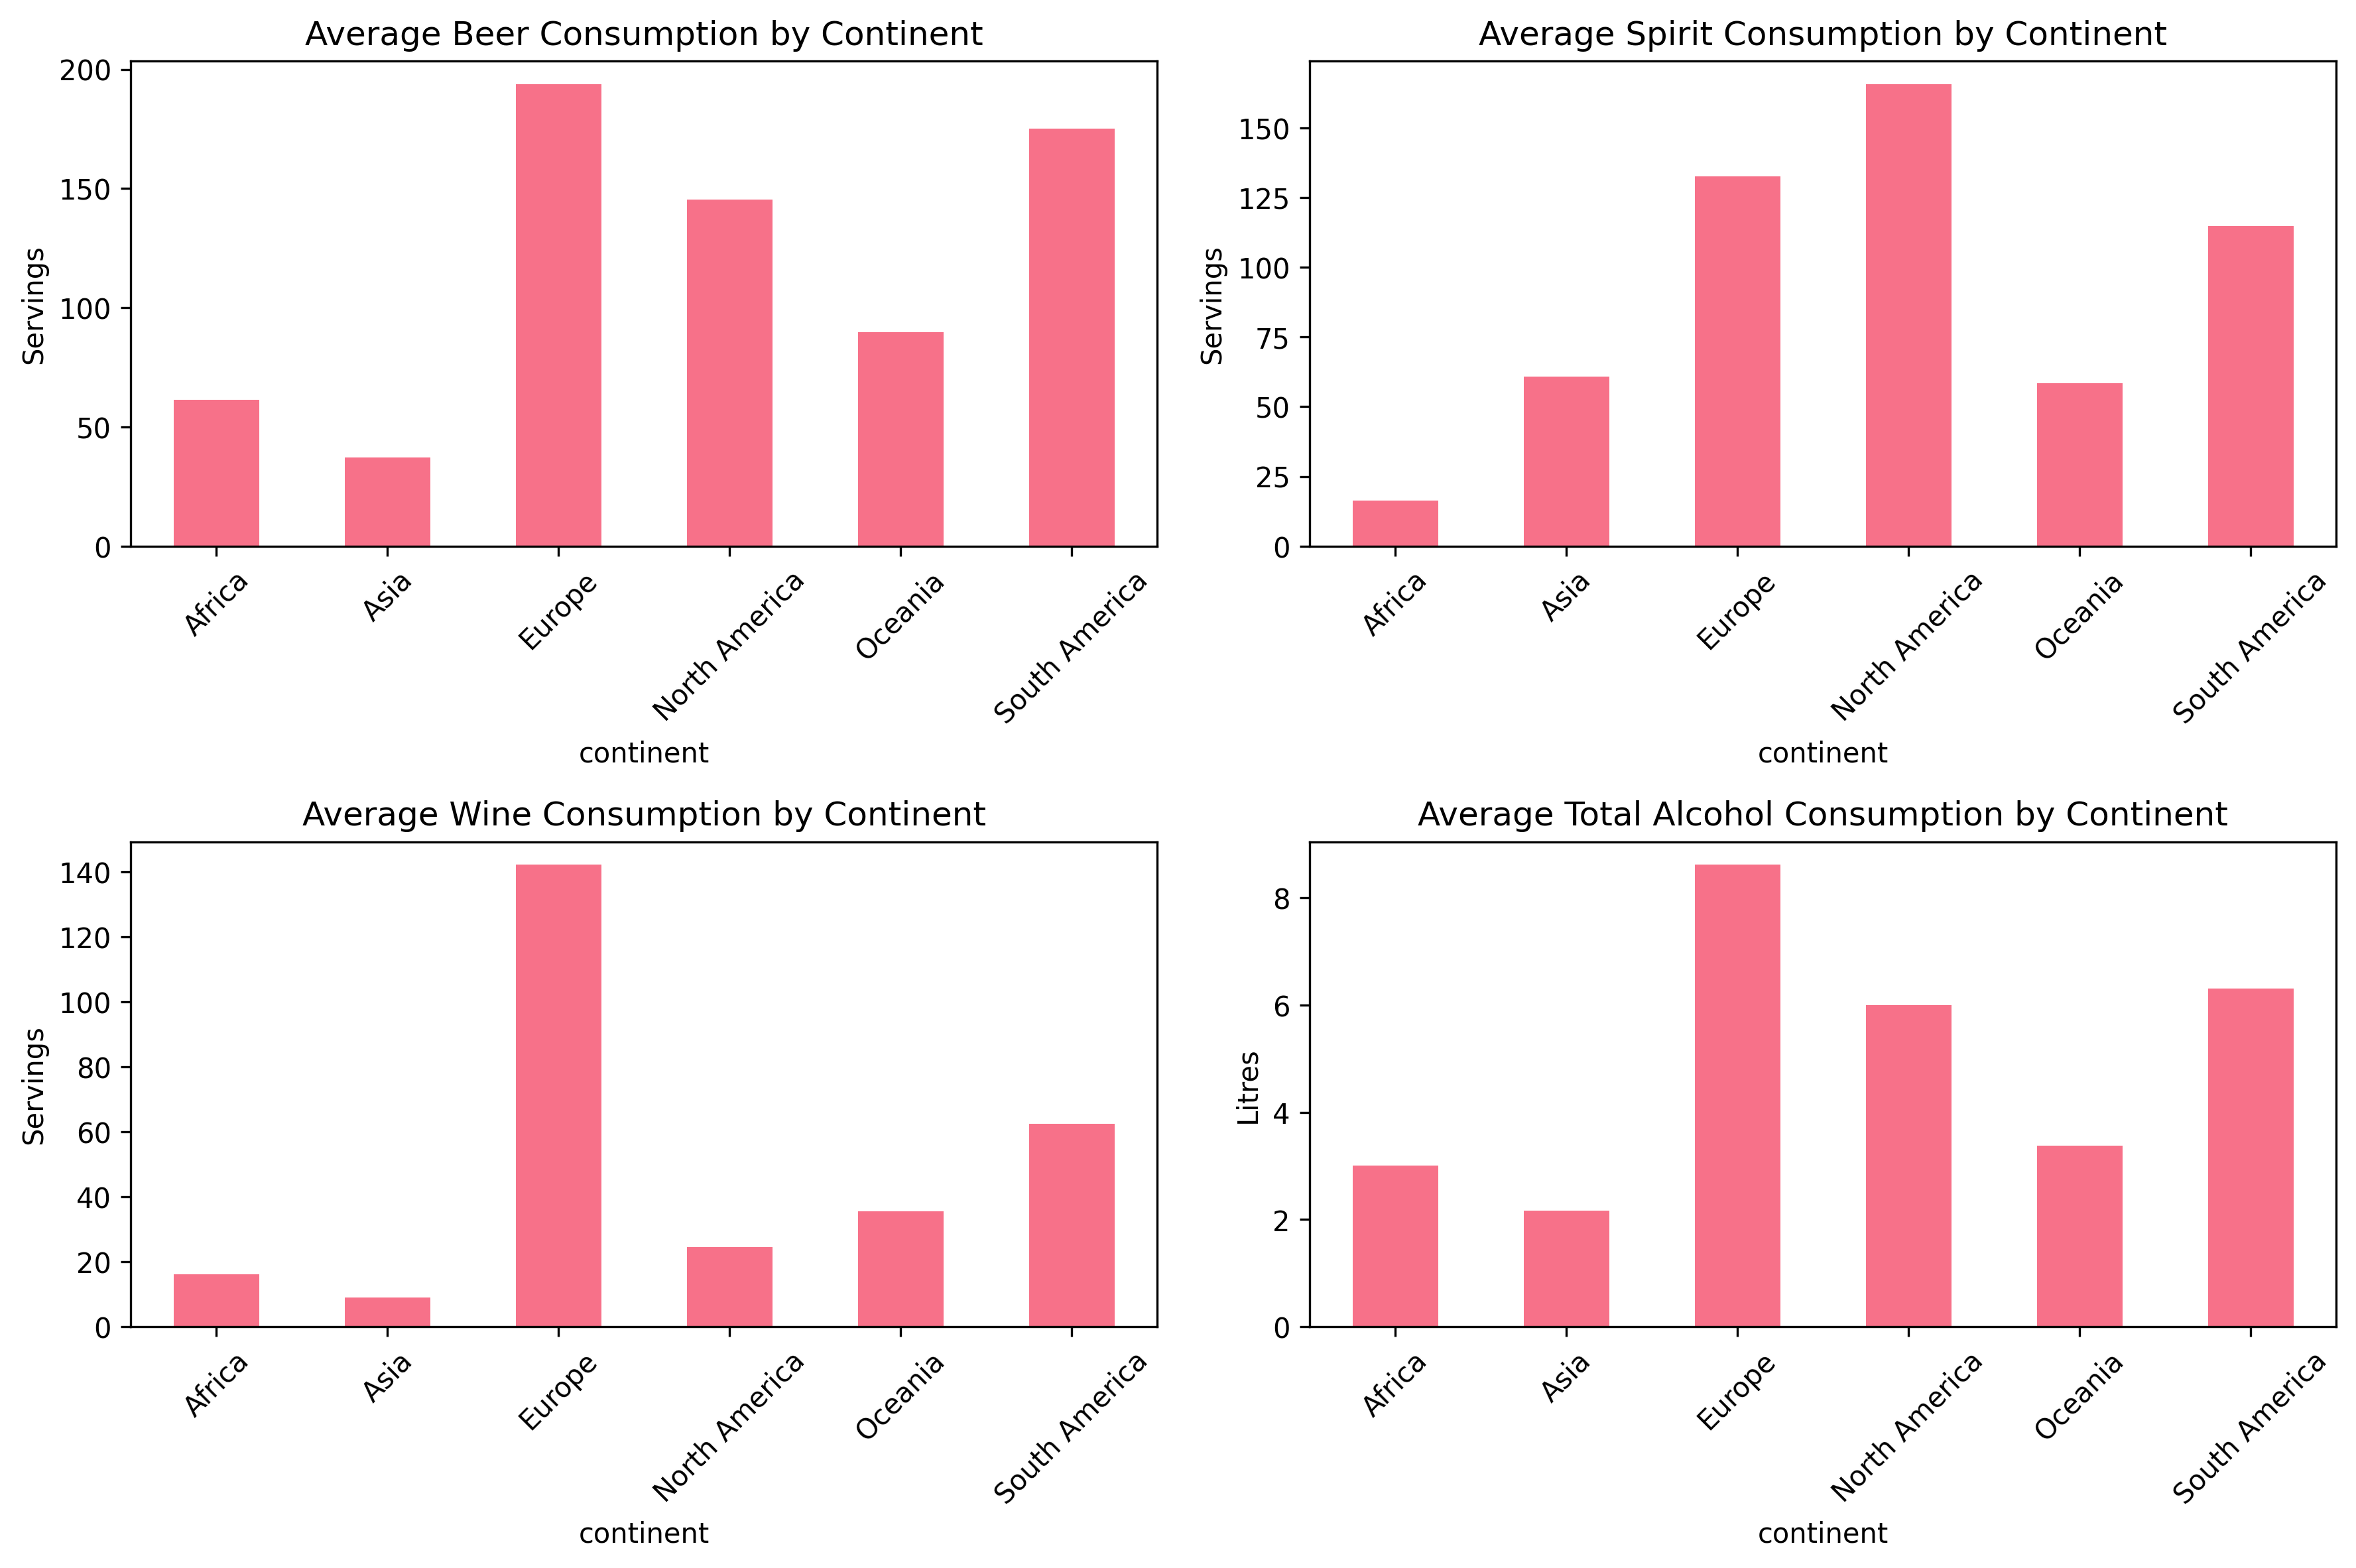 Average Beer Consumption by Continent
200
150
100
50
0
Servings
Africa
Asia
Europe
North America
Oceania
South America
continent
Average Spirit Consumption by Continent
150
125
100
75
50
25
0
Servings
Africa
Asia
Europe
North America
Oceania
South America
continent
Average Wine Consumption by Continent
140
120
100
80
60
40
20
0
Servings
Africa
Asia
Europe
North America
Oceania
South America
continent
Average Total Alcohol Consumption by Continent
8
6
4
2
0
Litres
Africa
Asia
Europe
North America
Oceania
South America
continent